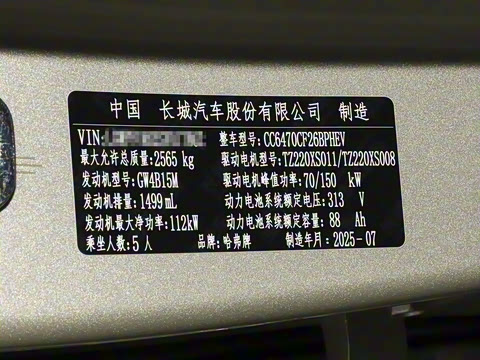 中国 长城汽车股份有限公司 制造
VIN: 整车型号:CC6470CF26BPHEV
最大允许总质量:2565 kg 驱动电机型号:TZ220XS011/TZ220XS008
发动机型号:GW4B15M 驱动电机峰值功率:70/150 kW
发动机排量:1499mL 动力电池系统额定电压:313 V
发动机最大净功率:112kW 动力电池系统额定容量:88 Ah
乘坐人数:5人 品牌:哈弗牌 制造年月:2025-07